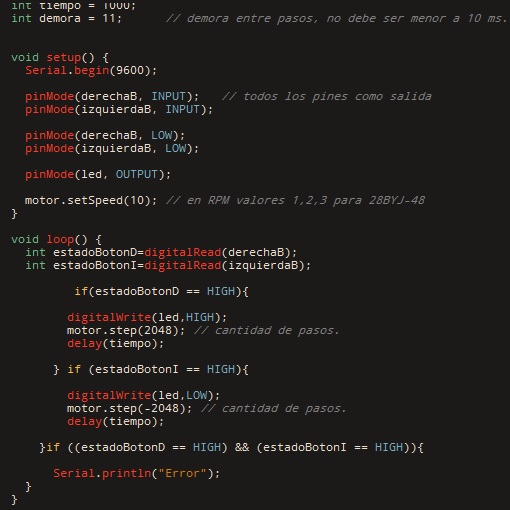 int tiempo = 1000;
int demora = 11;      // demora entre pasos, no debe ser menor a 10 ms.
void setup() {
  Serial.begin(9600);
  pinMode(derechaB, INPUT);   // todos los pines como salida
  pinMode(izquierdaB, INPUT);
  pinMode(derechaB, LOW);
  pinMode(izquierdaB, LOW);
  pinMode(led, OUTPUT);
  motor.setSpeed(10); // en RPM valores 1,2,3 para 28BYJ-48
}
void loop() {
  int estadoBotonD=digitalRead(derechaB);
  int estadoBotonI=digitalRead(izquierdaB);
         if(estadoBotonD == HIGH){
        digitalWrite(led,HIGH);
        motor.step(2048); // cantidad de pasos.
        delay(tiempo);
      } if (estadoBotonI == HIGH){
        digitalWrite(led,LOW);
        motor.step(-2048); // cantidad de pasos.
        delay(tiempo);
    }if ((estadoBotonD == HIGH) && (estadoBotonI == HIGH)){
      Serial.println("Error");
  }
}